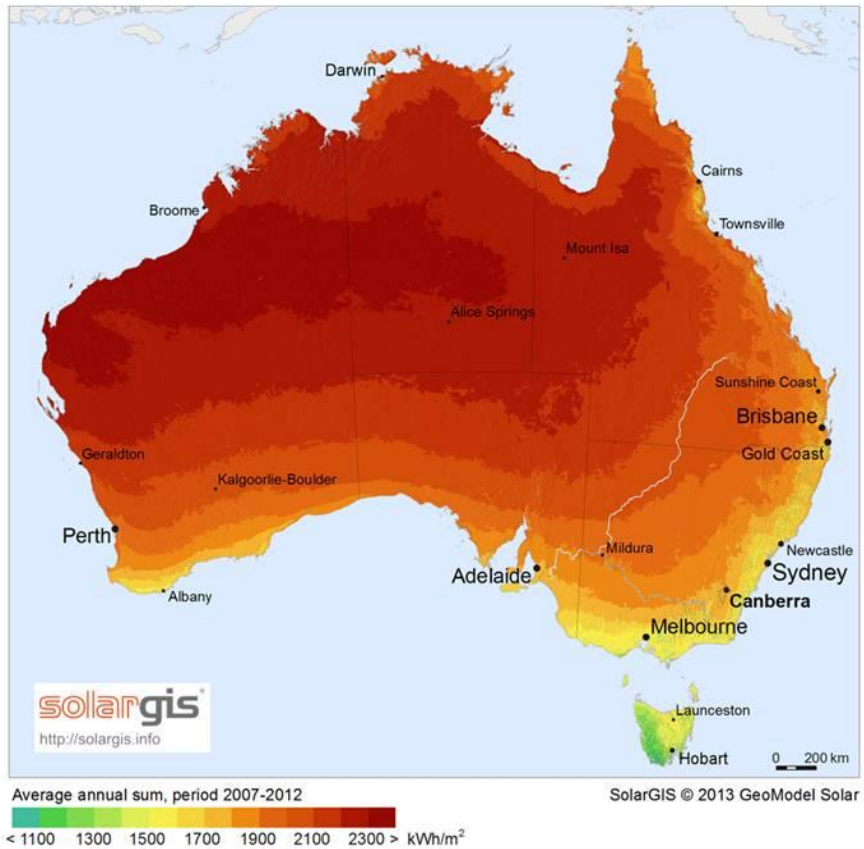 Darwin
Cairns
Broome
Townsville
Mount Isa
Alice Springs
Sunshine Coast
Brisbane
Gold Coast
Geraldton
Kalgoorlie-Boulder
Perth
Mildura
Newcastle
Adelaide
Sydney
Albany
Canberra
Melbourne
solargis®
http://solargis.info
Launceston
Hobart
0 200 km
Average annual sum, period 2007-2012
SolarGIS © 2013 GeoModel Solar
< 1100 1300 1500 1700 1900 2100 2300 > kWh/m²